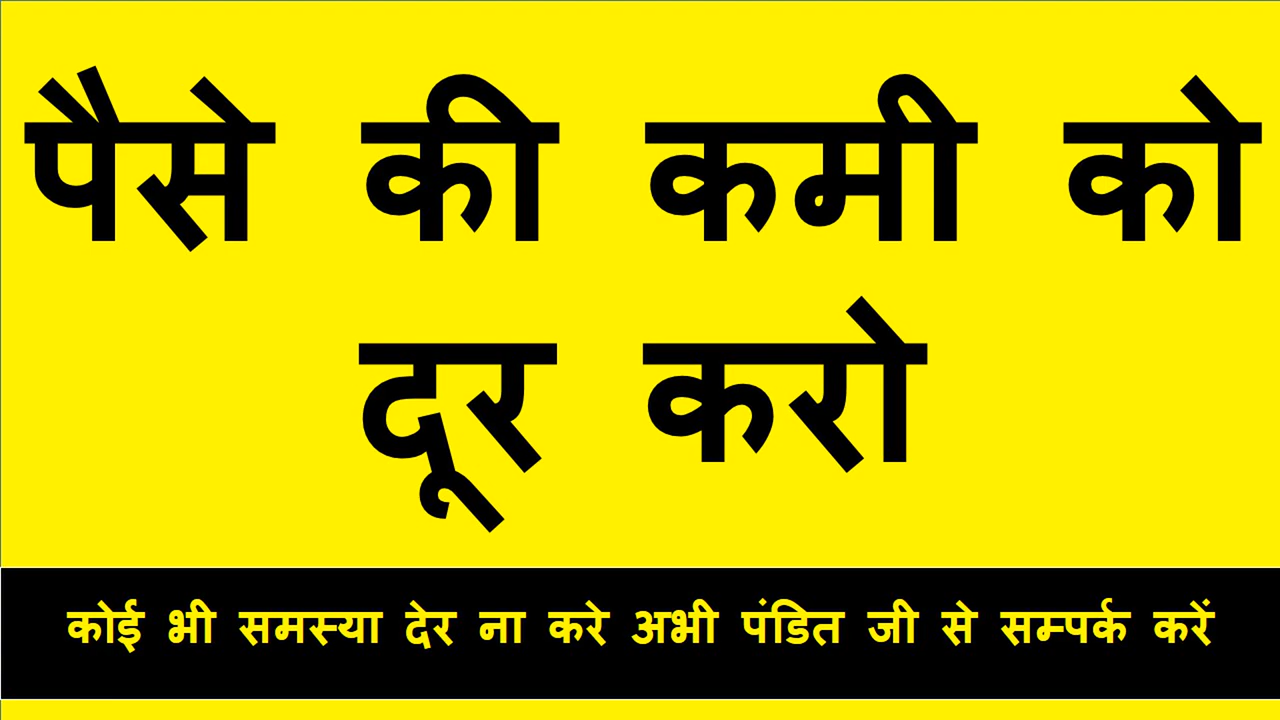 पैसे की कमी को
दूर करो
कोई भी समस्या देर ना करे अभी पंडित जी से सम्पर्क करें